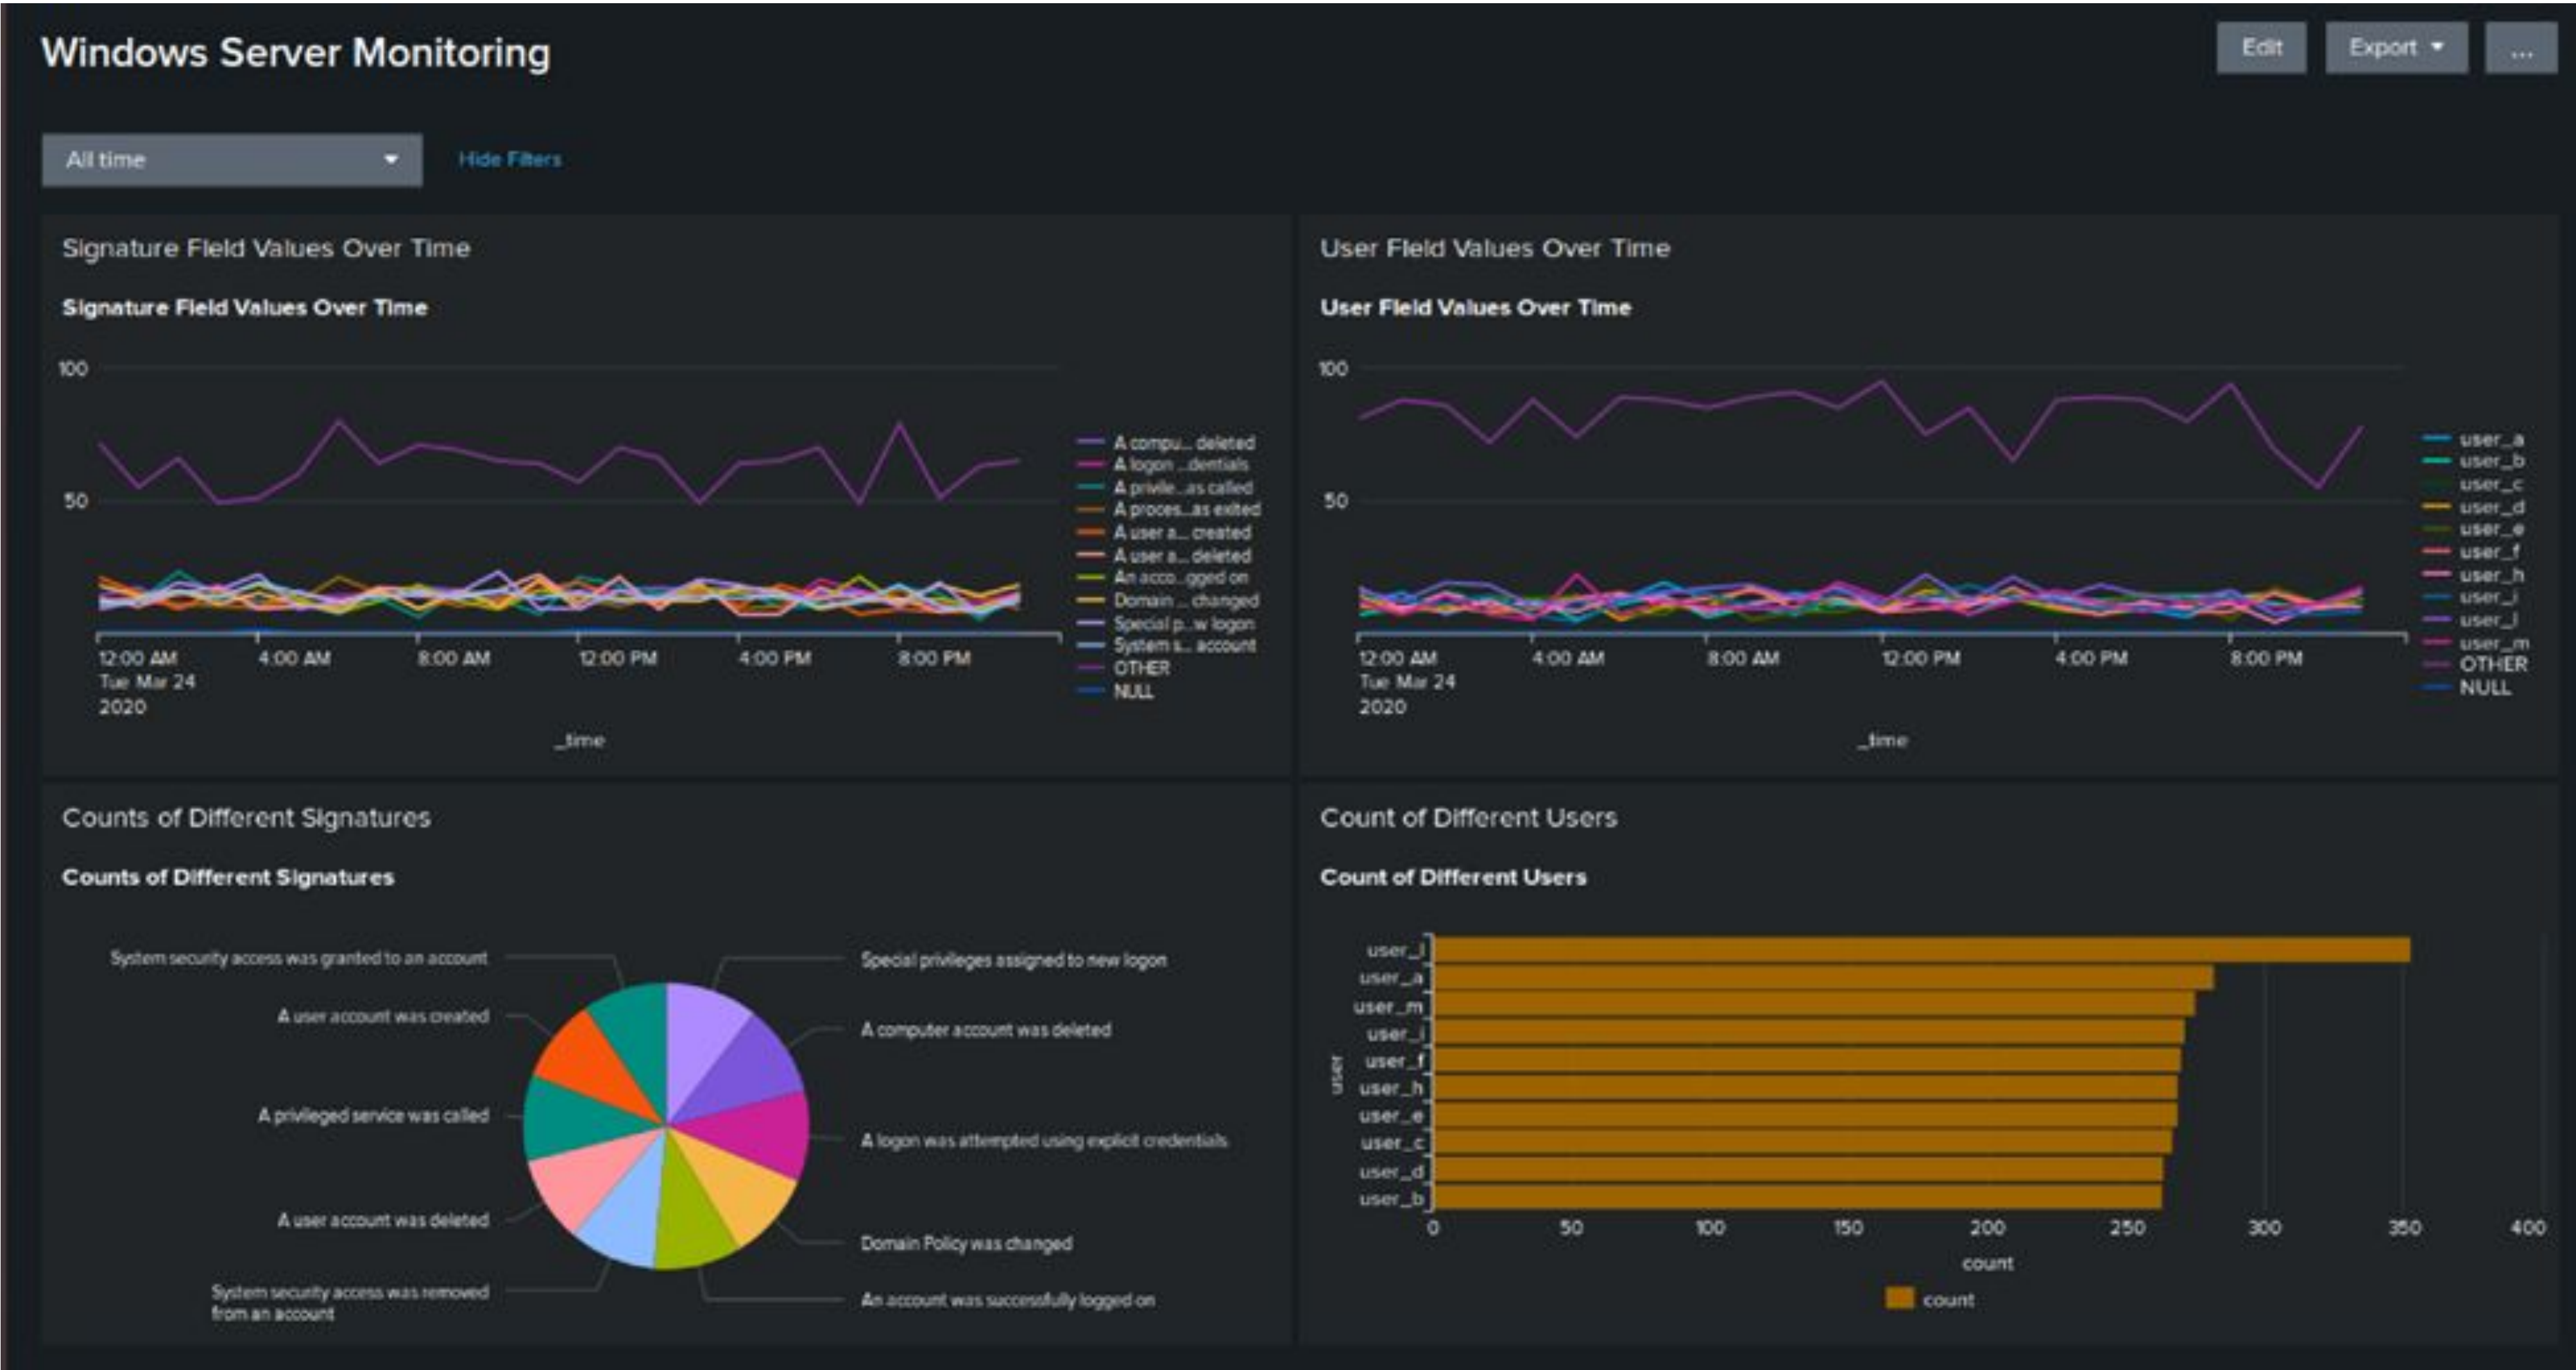 Windows Server Monitoring
Edit
Export
...
All time
Hide Filters
Signature Field Values Over Time
Signature Field Values Over Time
100
50
12:00 AM
Tue Mar 24
2020
4:00 AM
8:00 AM
12:00 PM
4:00 PM
8:00 PM
_time
A compu... deleted
A logon ...dentials
A privile...as called
A proces...as exited
A user a... created
A user a... deleted
An acco...gged on
Domain ... changed
Special p...w logon
System s... account
OTHER
NULL
User Field Values Over Time
User Field Values Over Time
100
50
12:00 AM
Tue Mar 24
2020
4:00 AM
8:00 AM
12:00 PM
4:00 PM
8:00 PM
_time
user_a
user_b
user_c
user_d
user_e
user_f
user_h
user_i
user_l
user_m
OTHER
NULL
Counts of Different Signatures
Counts of Different Signatures
System security access was granted to an account
A user account was created
A privileged service was called
A user account was deleted
System security access was removed
from an account
Special privileges assigned to new logon
A computer account was deleted
A logon was attempted using explicit credentials
Domain Policy was changed
An account was successfully logged on
Count of Different Users
Count of Different Users
user
user_l
user_a
user_m
user_i
user_f
user_h
user_e
user_c
user_d
user_b
0
50
100
150
200
250
300
350
400
count
count